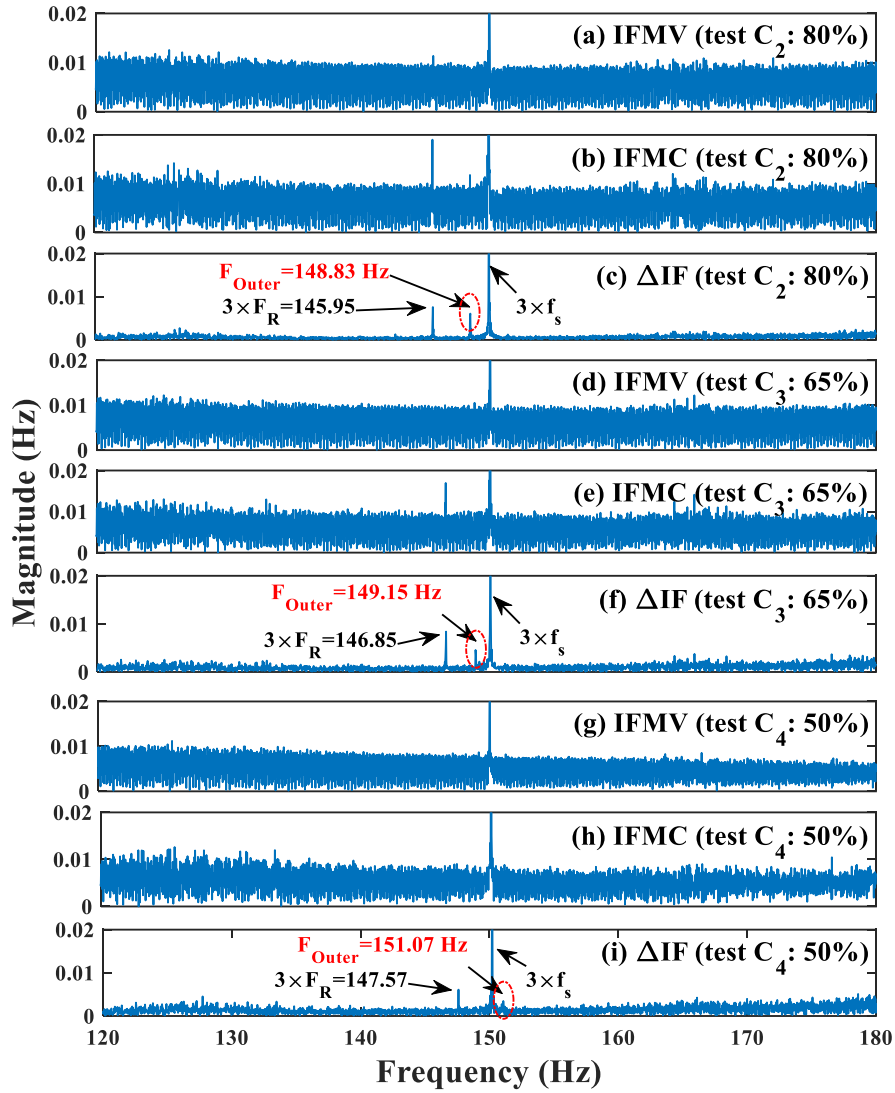 0.02
(a) IFMV (test C2: 80%)
0.01
0
0.02
(b) IFMC (test C2: 80%)
0.01
0
0.02
FOuter=148.83 Hz
(c) △IF (test C2: 80%)
0.01
3×FR=145.95
3×fs
0
0.02
(d) IFMV (test C3: 65%)
0.01
0
0.02
(e) IFMC (test C3: 65%)
0.01
0
0.02
FOuter=149.15 Hz
(f) △IF (test C3: 65%)
0.01
3×FR=146.85
3×fs
0
0.02
(g) IFMV (test C4: 50%)
0.01
0
0.02
(h) IFMC (test C4: 50%)
0.01
0
0.02
FOuter=151.07 Hz
(i) △IF (test C4: 50%)
0.01
3×FR=147.57
3×fs
0
120 130 140 150 160 170 180
Frequency (Hz)
Magnitude (Hz)